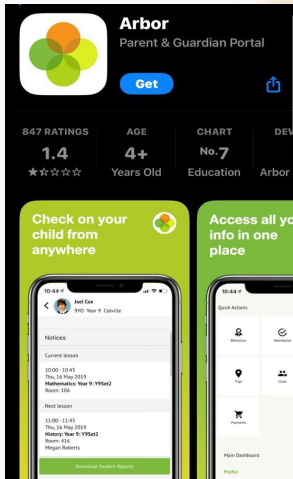 Arbor
Parent & Guardian Portal
Get
847 RATINGS
AGE
CHART
DEV
1.4
4+
No.7
★☆☆☆☆
Years Old
Education
Arbor
Check on your
child from
anywhere
Access all yo
info in one
place
10:44
Joel Cox
9YO Year 9 Colville
Notices
Current lesson
10:00 - 10:45
Thu, 16 May 2019
Mathematics: Year 9: Y9Set2
Room: 106
Next lesson
11:00 - 11:45
Thu, 16 May 2019
History: Year 9: Y9Set2
Room: 416
Megan Roberts
Download Student Reports
10:44
Quick Actions
Behaviour
Attendance
Trips
Clubs
Payments
Main Dashboard
Profile